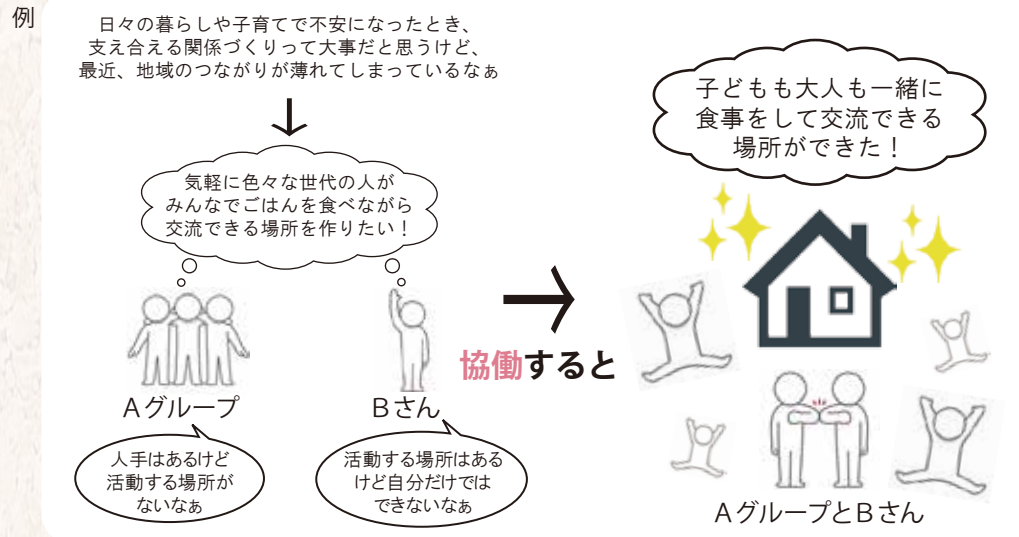 例
日々の暮らしや子育てで不安になったとき、
支え合える関係づくりって大事だと思うけど、
最近、地域のつながりが薄れてしまっているなぁ
気軽に色々な世代の人が
みんなでごはんを食べながら
交流できる場所を作りたい！
Aグループ
人手はあるけど
活動する場所が
ないなぁ
Bさん
活動する場所はある
けど自分だけでは
できないなぁ
協働すると
子どもも大人も一緒に
食事をして交流できる
場所ができた！
AグループとBさん